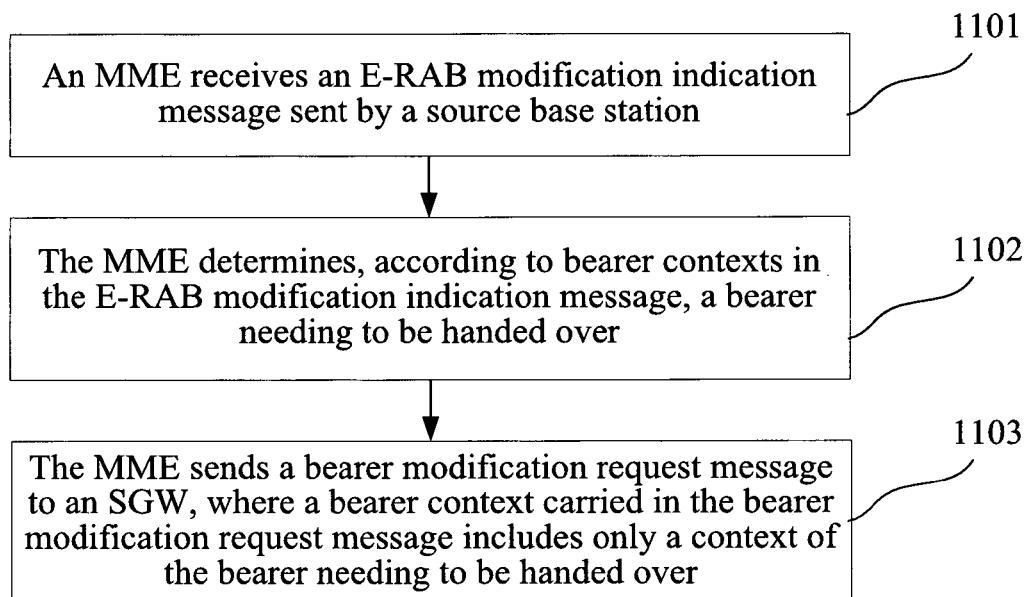 1101
An MME receives an E-RAB modification indication
message sent by a source base station
1102
The MME determines, according to bearer contexts in
the E-RAB modification indication message, a bearer
needing to be handed over
1103
The MME sends a bearer modification request message
to an SGW, where a bearer context carried in the bearer
modification request message includes only a context of
the bearer needing to be handed over